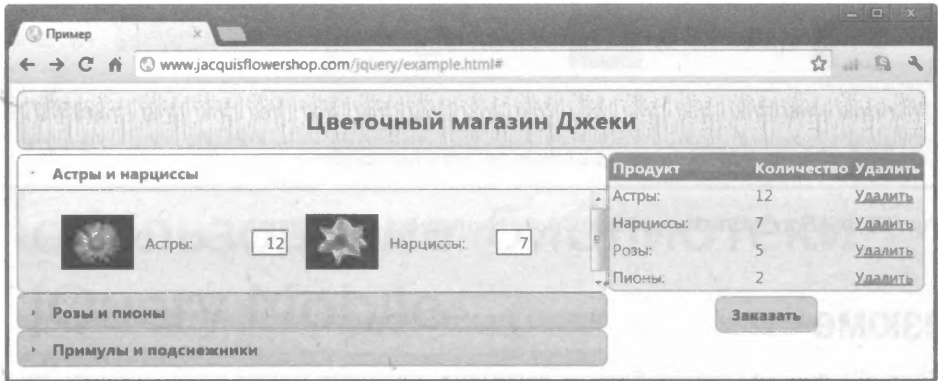 Пример
www.jacquisflowershop.com/jquery/example.html#
Цветочный магазин Джеки
Астры и нарциссы
Астры: 12 Нарциссы: 7
Розы и пионы
Примулы и подснежники
Продукт Количество Удалить
Астры: 12 Удалить
Нарциссы: 7 Удалить
Розы: 5 Удалить
Пионы: 2 Удалить
Заказать